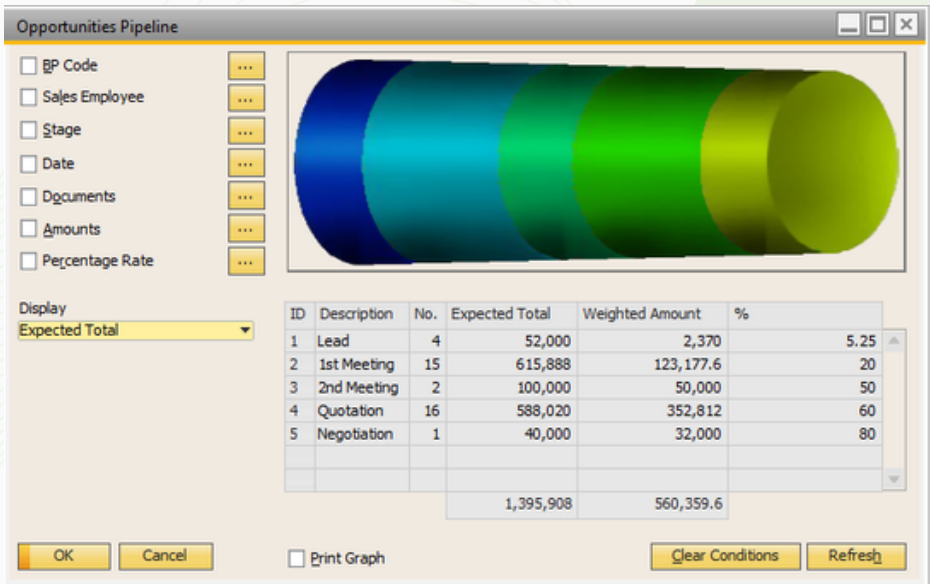 Opportunities Pipeline
BP Code ...
Sales Employee ...
Stage ...
Date ...
Documents ...
Amounts ...
Percentage Rate ...
Display
Expected Total
ID Description No. Expected Total Weighted Amount %
1 Lead 4 52,000 2,370 5.25
2 1st Meeting 15 615,888 123,177.6 20
3 2nd Meeting 2 100,000 50,000 50
4 Quotation 16 588,020 352,812 60
5 Negotiation 1 40,000 32,000 80
1,395,908 560,359.6
OK Cancel Print Graph Clear Conditions Refresh